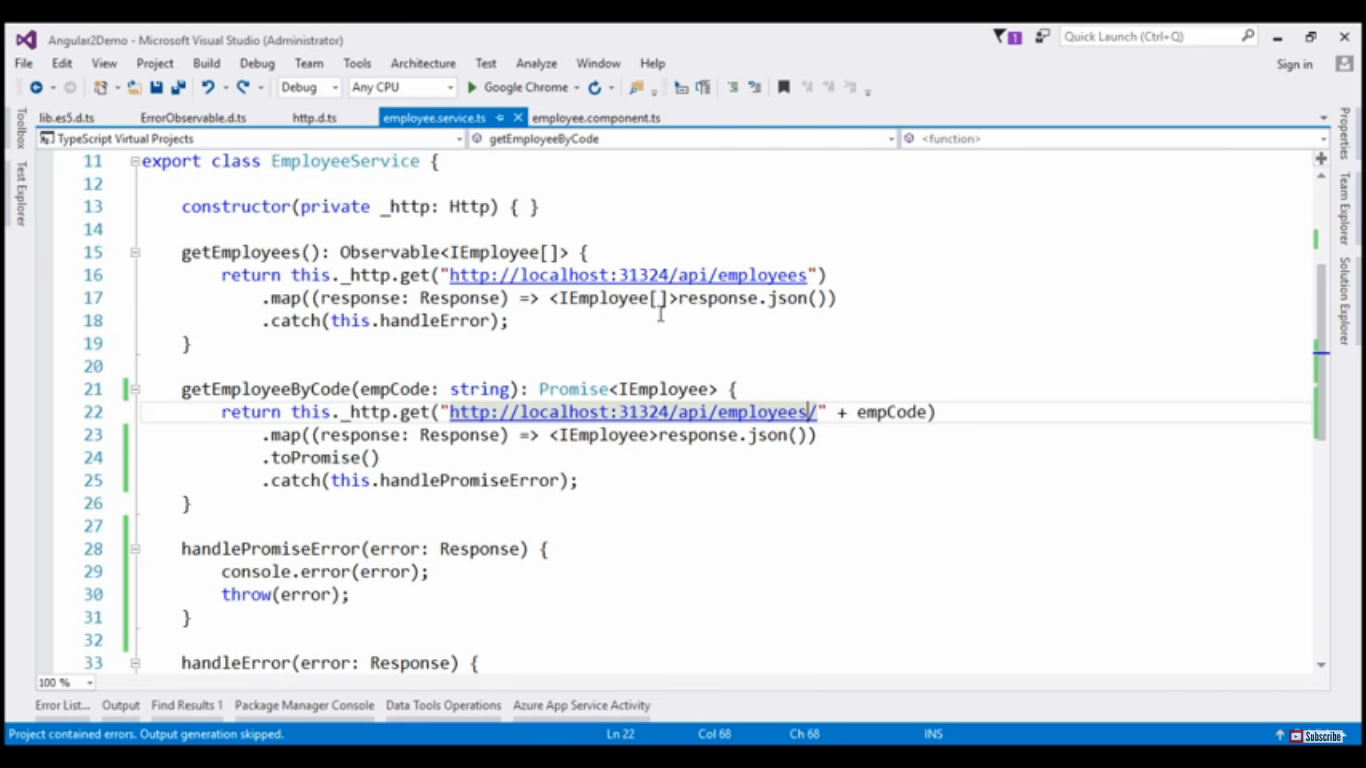 Angular2Demo - Microsoft Visual Studio (Administrator)
1
Quick Launch (Ctrl+Q)
File Edit View Project Build Debug Team Tools Architecture Test Analyze Window Help
Sign in
Debug Any CPU Google Chrome
lib.es5.d.ts ErrorObservable.d.ts http.d.ts employee.service.ts employee.component.ts
TypeScript Virtual Projects getEmployeeByCode <function>
Toolbox
Test Explorer
Properties
Team Explorer
Solution Explorer
11 export class EmployeeService {
12
13 constructor(private _http: Http) { }
14
15 getEmployees(): Observable<IEmployee[]> {
16 return this._http.get("http://localhost:31324/api/employees")
17 .map((response: Response) => <IEmployee[]>response.json())
18 .catch(this.handleError);
19 }
20
21 getEmployeeByCode(empCode: string): Promise<IEmployee> {
22 return this._http.get("http://localhost:31324/api/employees/" + empCode)
23 .map((response: Response) => <IEmployee>response.json())
24 .toPromise()
25 .catch(this.handlePromiseError);
26 }
27
28 handlePromiseError(error: Response) {
29 console.error(error);
30 throw(error);
31 }
32
33 handleError(error: Response) {
100 %
Error List... Output Find Results 1 Package Manager Console Data Tools Operations Azure App Service Activity
Project contained errors. Output generation skipped. Ln 22 Col 68 Ch 68 INS
Subscribe